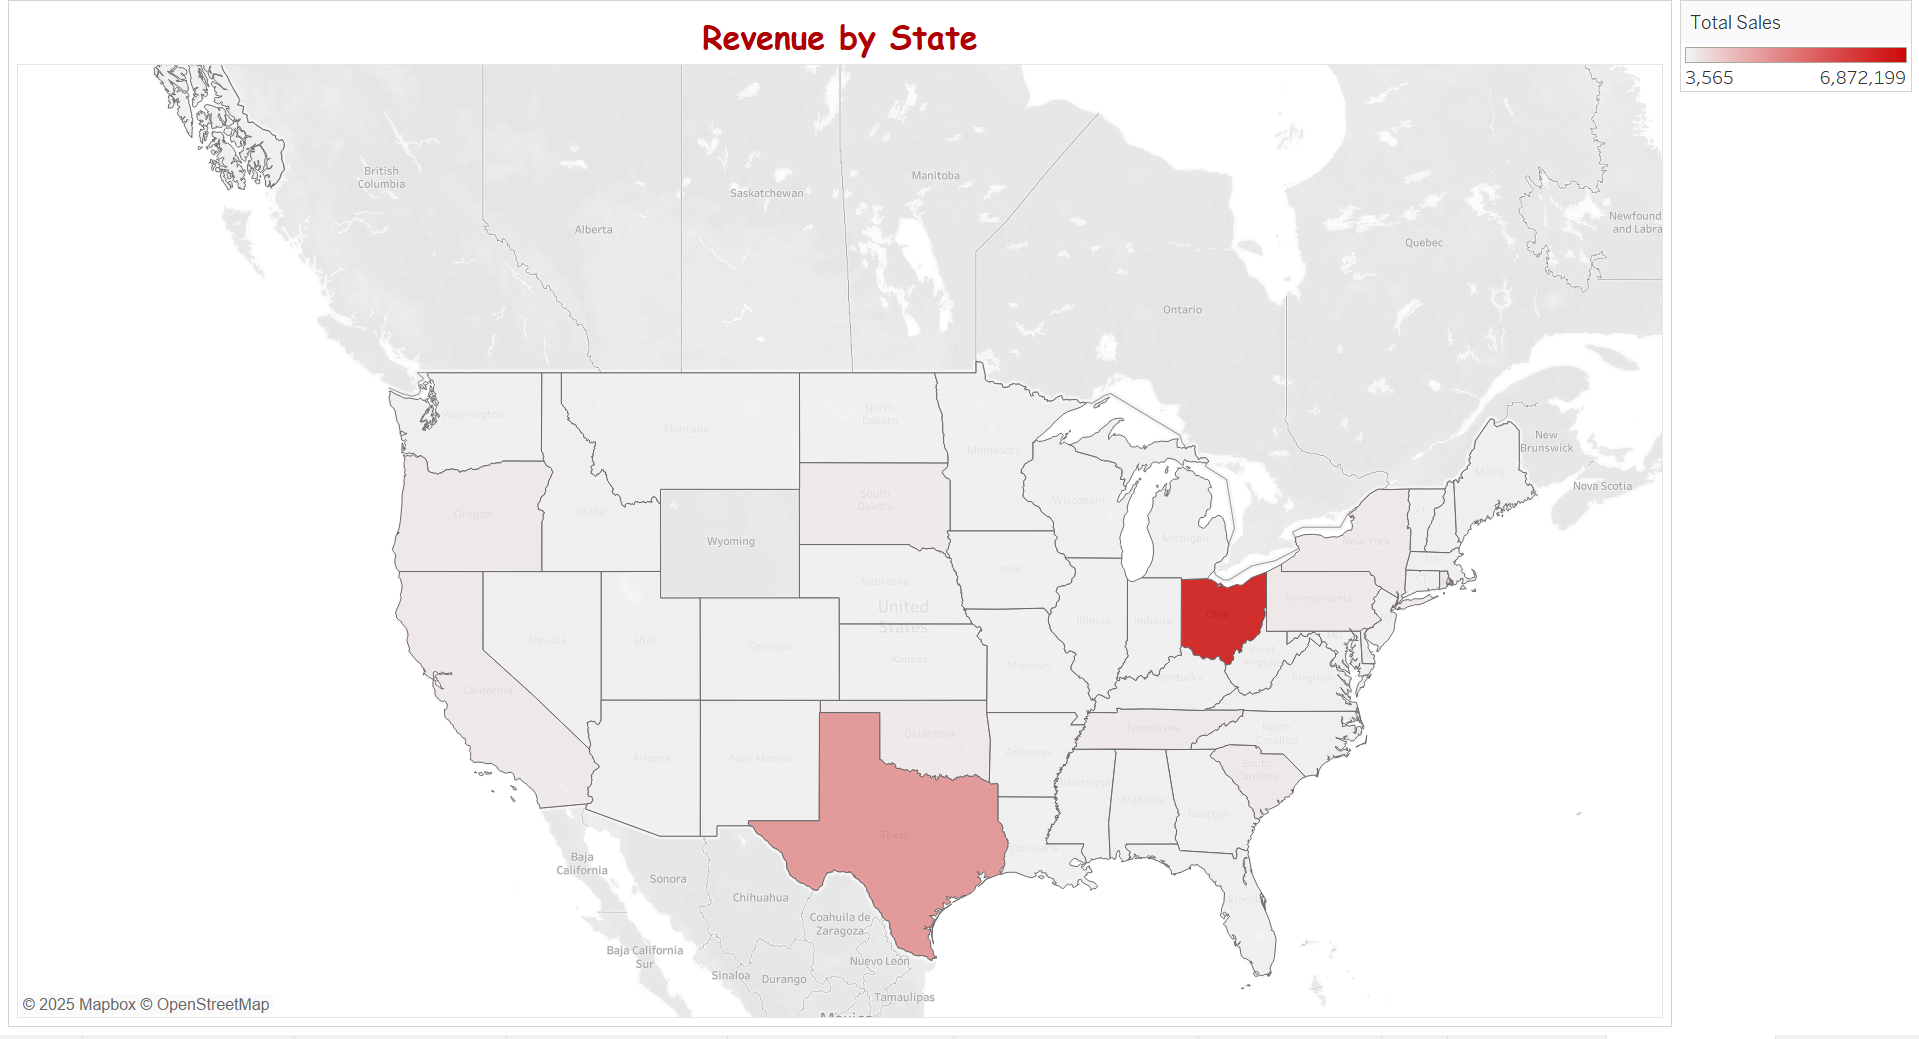 Revenue by State
Total Sales
3,565
6,872,199
British
Columbia
Alberta
Saskatchewan
Manitoba
Ontario
Quebec
Newfound
and Labra
New
Brunswick
Nova Scotia
Washington
Montana
North
Dakota
Minnesota
Maine
Oregon
Idaho
Wyoming
South
Dakota
Wisconsin
Michigan
New York
VT
MA
CT
Iowa
Nebraska
United
States
Pennsylvania
Ohio
Illinois
Indiana
Nevada
Utah
Colorado
Kansas
Missouri
West
Virginia
Kentucky
Virginia
MD
California
Arizona
New Mexico
Oklahoma
Arkansas
Tennessee
North
Carolina
South
Carolina
Mississippi
Alabama
Georgia
Texas
Louisiana
Florida
Baja
California
Sonora
Chihuahua
Coahuila de
Zaragoza
Baja California
Sur
Sinaloa
Durango
Nuevo León
Tamaulipas
Mexico
© 2025 Mapbox © OpenStreetMap